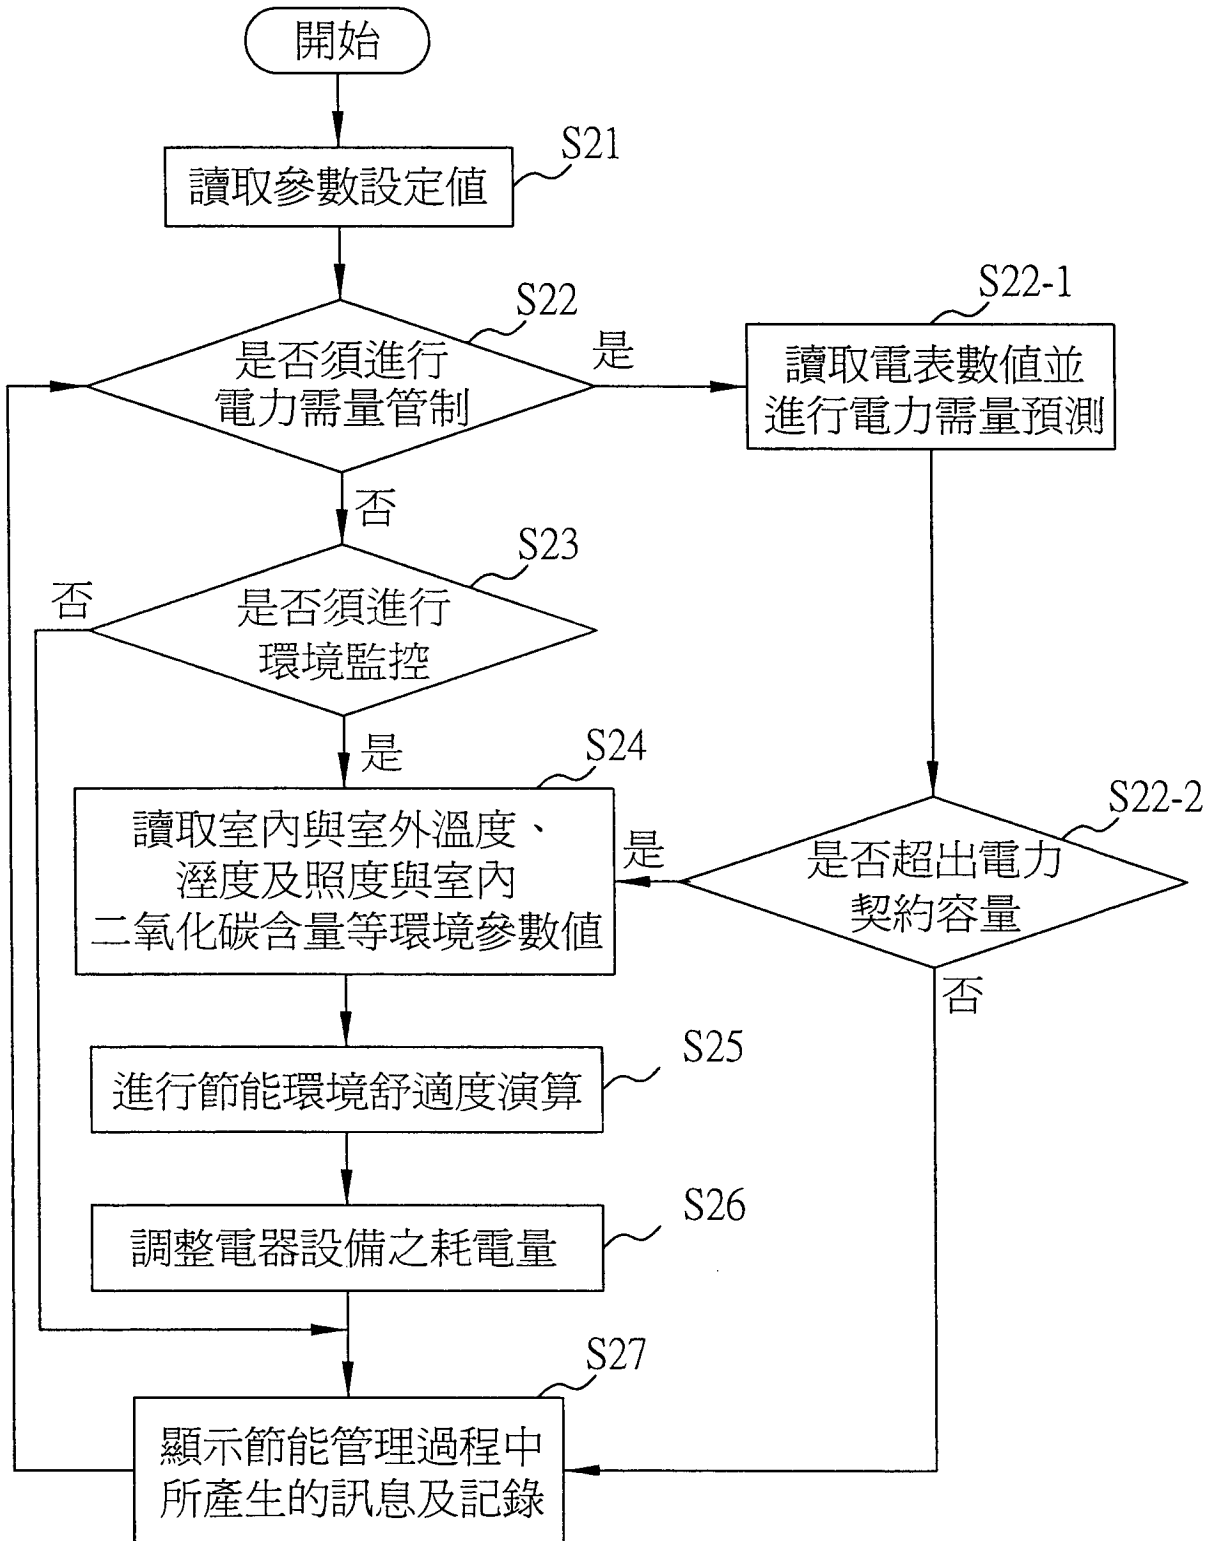 開始
S21
讀取參數設定值
S22
是否須進行
電力需量管制
是
S22-1
讀取電表數值並
進行電力需量預測
否
S23
是否須進行
環境監控
否
是
S24
讀取室內與室外溫度、
溼度及照度與室內
二氧化碳含量等環境參數值
是
S22-2
是否超出電力
契約容量
否
S25
進行節能環境舒適度演算
S26
調整電器設備之耗電量
S27
顯示節能管理過程中
所產生的訊息及記錄